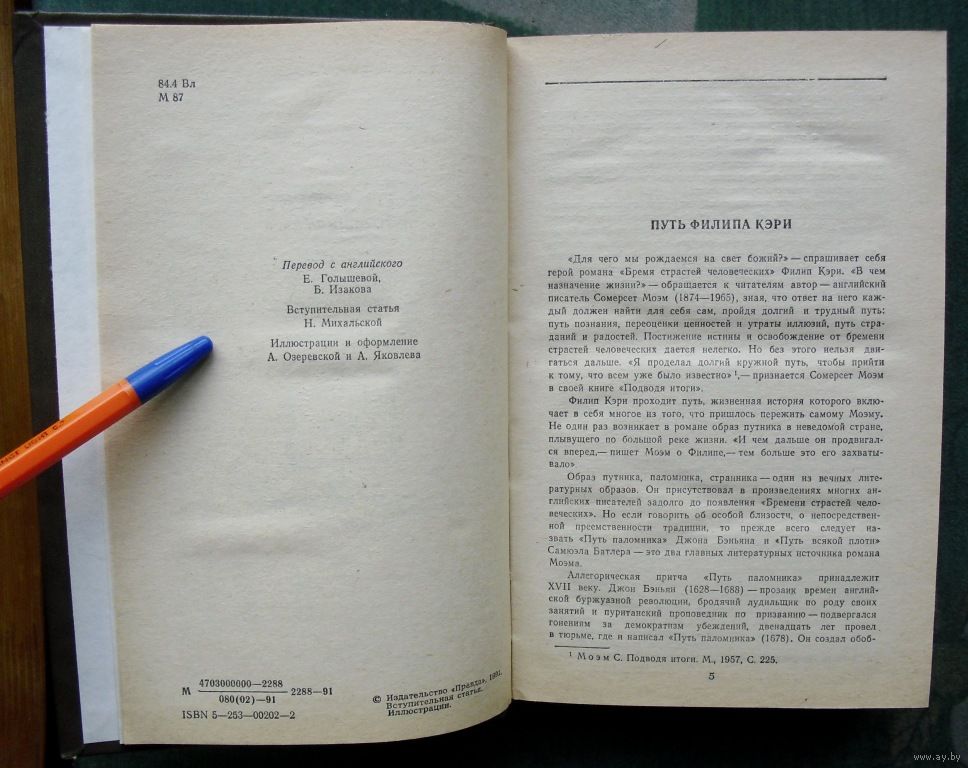 84.4 Вл
М 87
Перевод с английского
Е. Голышевой,
Б. Изакова
Вступительная статья
Н. Михальской
Иллюстрации и оформление
А. Озеревской и А. Яковлева
М 4703000000—2288 2288—91
080(02)—91
ISBN 5—253—00202—2
© Издательство «Правда», 1991.
Вступительная статья.
Иллюстрации.
ПУТЬ ФИЛИПА КЭРИ
«Для чего мы рождаемся на свет божий?» — спрашивает себя
герой романа «Бремя страстей человеческих» Филип Кэри. «В чем
назначение жизни?» — обращается к читателям автор — английский
писатель Сомерсет Моэм (1874—1965), зная, что ответ на него каж-
дый должен найти для себя сам, пройдя долгий и трудный путь:
путь познания, переоценки ценностей и утраты иллюзий, путь стра-
даний и радостей. Постижение истины и освобождение от бремени
страстей человеческих дается нелегко. Но без этого нельзя дви-
гаться дальше. «Я проделал долгий кружной путь, чтобы прийти
к тому, что всем уже было известно» ¹,— признается Сомерсет Моэм
в своей книге «Подводя итоги».
Филип Кэри проходит путь, жизненная история которого вклю-
чает в себя многое из того, что пришлось пережить самому Моэму.
Не один раз возникает в романе образ путника в неведомой стране,
плывущего по большой реке жизни. «И чем дальше он продвигал-
ся вперед,— пишет Моэм о Филипе,— тем больше это его захваты-
вало».
Образ путника, паломника, странника — один из вечных лите-
ратурных образов. Он присутствовал в произведениях многих анг-
лийских писателей задолго до появления «Бремени страстей чело-
веческих». Но если говорить об особой близости, о непосредствен-
ной преемственности традиции, то прежде всего следует на-
звать «Путь паломника» Джона Бэньяна и «Путь всякой плоти»
Самюэла Батлера — это два главных литературных источника романа
Моэма.
Аллегорическая притча «Путь паломника» принадлежит
XVII веку. Джон Бэньян (1628—1688) — прозаик времен англий-
ской буржуазной революции, бродячий лудильщик по роду своих
занятий и пуританский проповедник по призванию — подвергался
гонениям за демократизм убеждений, двенадцать лет провел
в тюрьме, где и написал «Путь паломника» (1678). Он создал обоб-
¹ Моэм С. Подводя итоги. М., 1957, С. 225.
5
www.ay.by